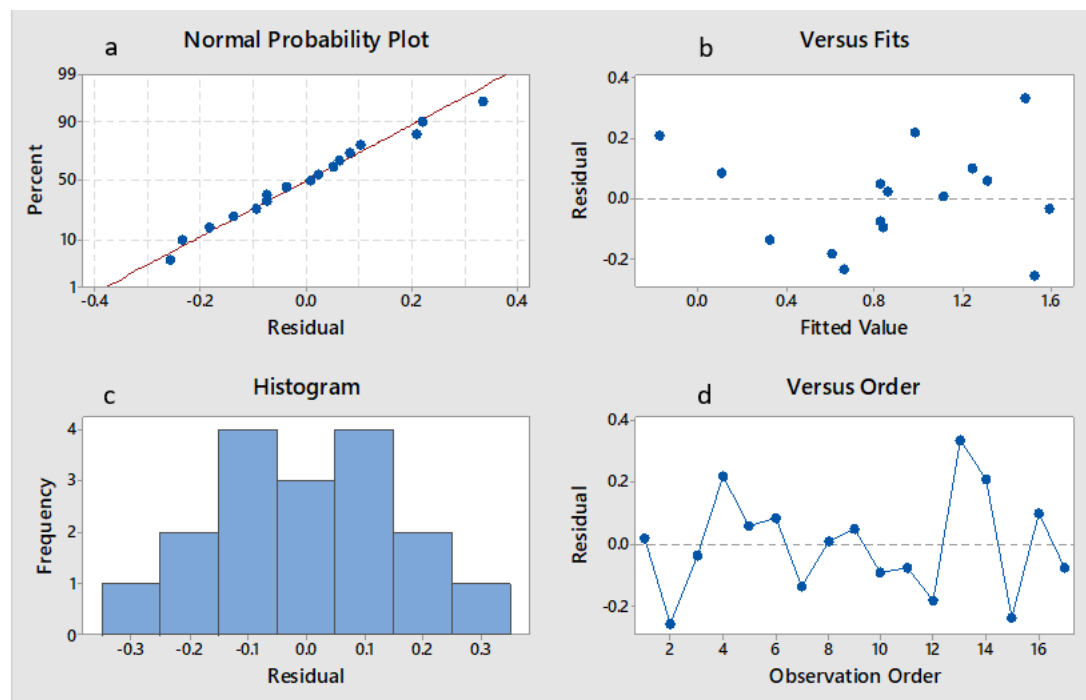 a
Normal Probability Plot
99
90
50
10
1
Percent
-0.4 -0.2 0.0 0.2 0.4
Residual
b
Versus Fits
0.4
0.2
0.0
-0.2
Residual
0.0 0.4 0.8 1.2 1.6
Fitted Value
c
Histogram
4
3
2
1
0
Frequency
-0.3 -0.2 -0.1 0.0 0.1 0.2 0.3
Residual
d
Versus Order
0.4
0.2
0.0
-0.2
Residual
2 4 6 8 10 12 14 16
Observation Order